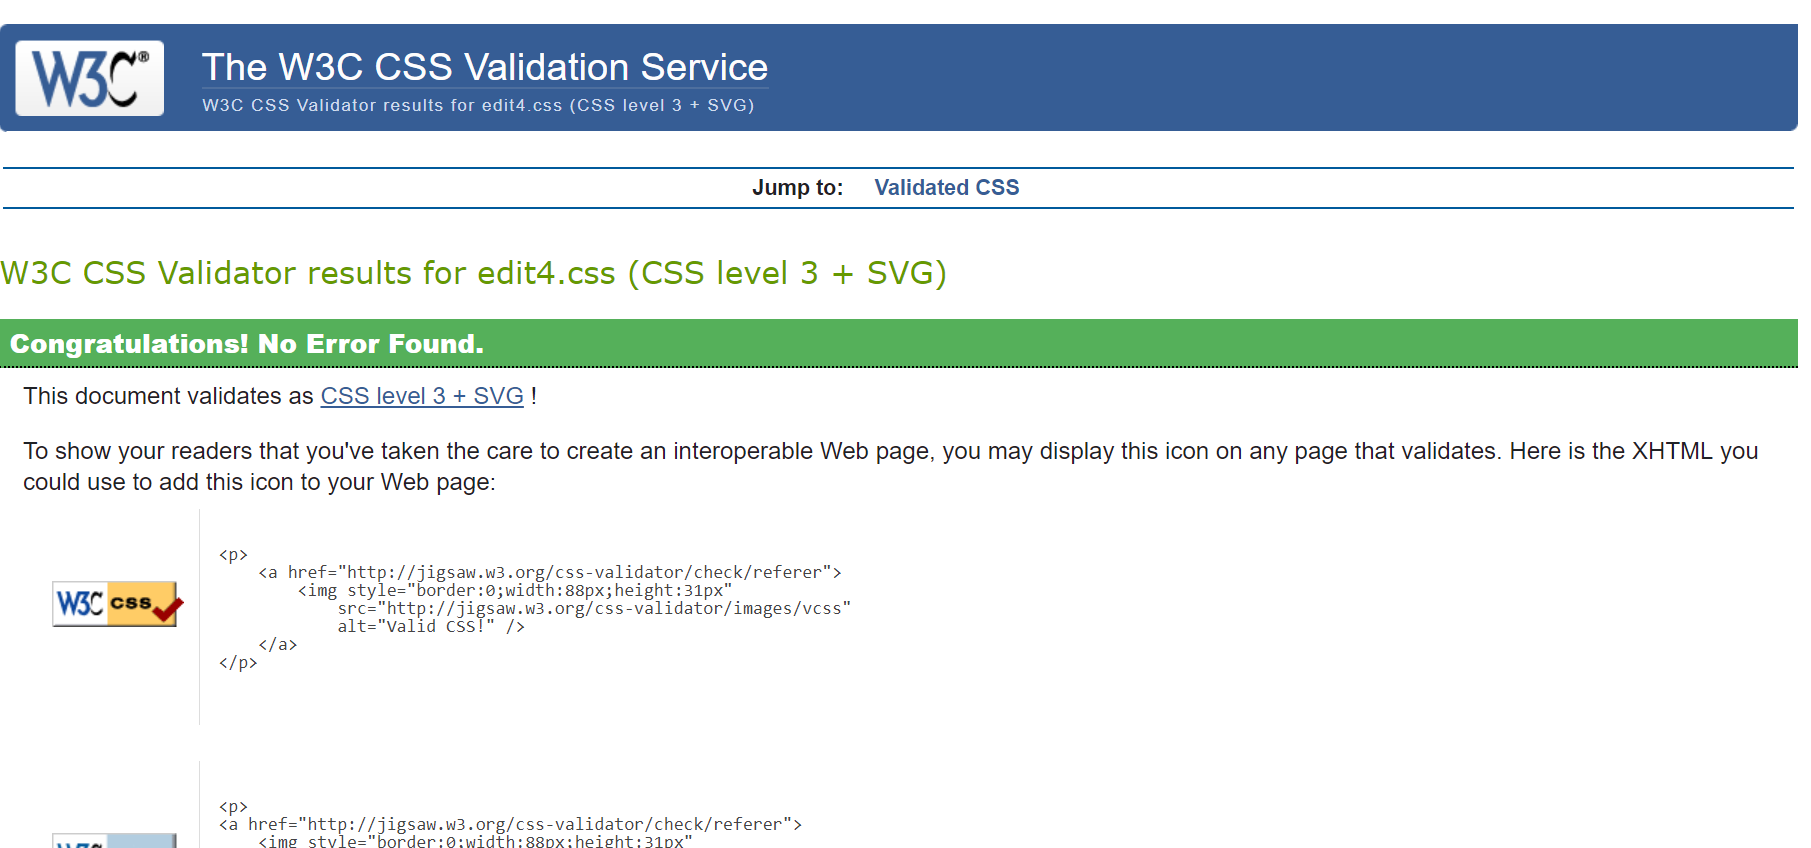 W3C®
The W3C CSS Validation Service
W3C CSS Validator results for edit4.css (CSS level 3 + SVG)
Jump to: Validated CSS
W3C CSS Validator results for edit4.css (CSS level 3 + SVG)
Congratulations! No Error Found.
This document validates as CSS level 3 + SVG !
To show your readers that you've taken the care to create an interoperable Web page, you may display this icon on any page that validates. Here is the XHTML you
could use to add this icon to your Web page:
W3C css
<p>
    <a href="http://jigsaw.w3.org/css-validator/check/referer">
        <img style="border:0;width:88px;height:31px"
            src="http://jigsaw.w3.org/css-validator/images/vcss"
            alt="Valid CSS!" />
    </a>
</p>
<p>
<a href="http://jigsaw.w3.org/css-validator/check/referer">
    <img style="border:0;width:88px;height:31px"